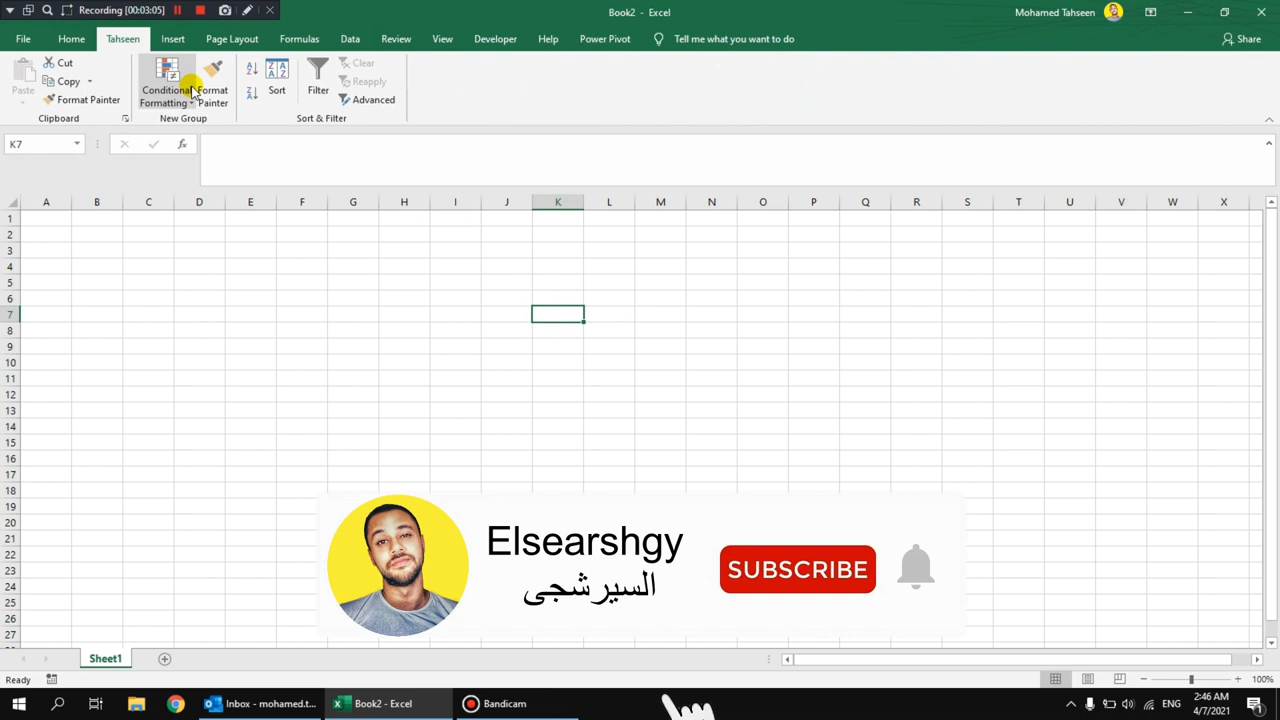 Recording [00:03:05]
Book2 - Excel
Mohamed Tahseen
File Home Tahseen Insert Page Layout Formulas Data Review View Developer Help Power Pivot Tell me what you want to do Share
Paste
Cut
Copy
Format Painter
Clipboard
Conditional Formatting
Format Painter
New Group
Sort
Filter
Clear
Reapply
Advanced
Sort & Filter
K7
fx
A B C D E F G H I J K L M N O P Q R S T U V W X
1
2
3
4
5
6
7
8
9
10
11
12
13
14
15
16
17
18
19
20
21
22
23
24
25
26
27
Elsearshgy
السيرشجى
SUBSCRIBE
Sheet1
Ready
100%
Inbox - mohamed.t...
Book2 - Excel
Bandicam
ENG
2:46 AM
4/7/2021